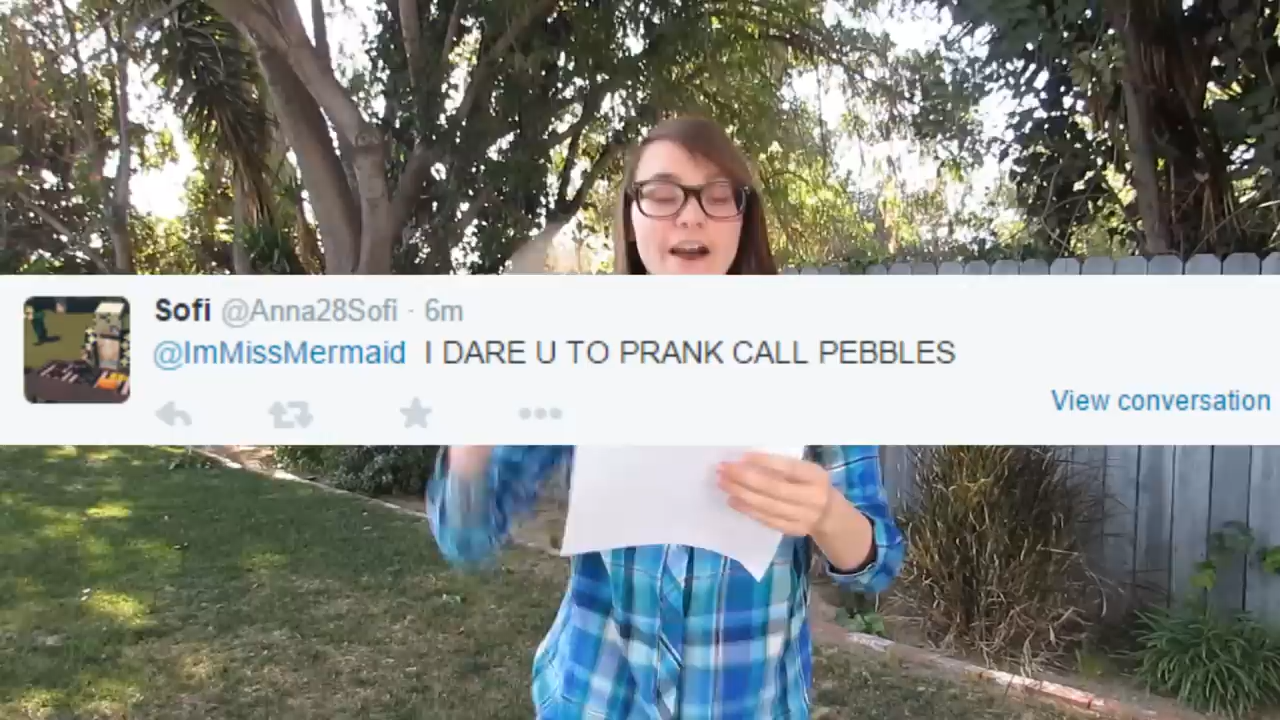 Sofi @Anna28Sofi · 6m
@ImMissMermaid I DARE U TO PRANK CALL PEBBLES
View conversation